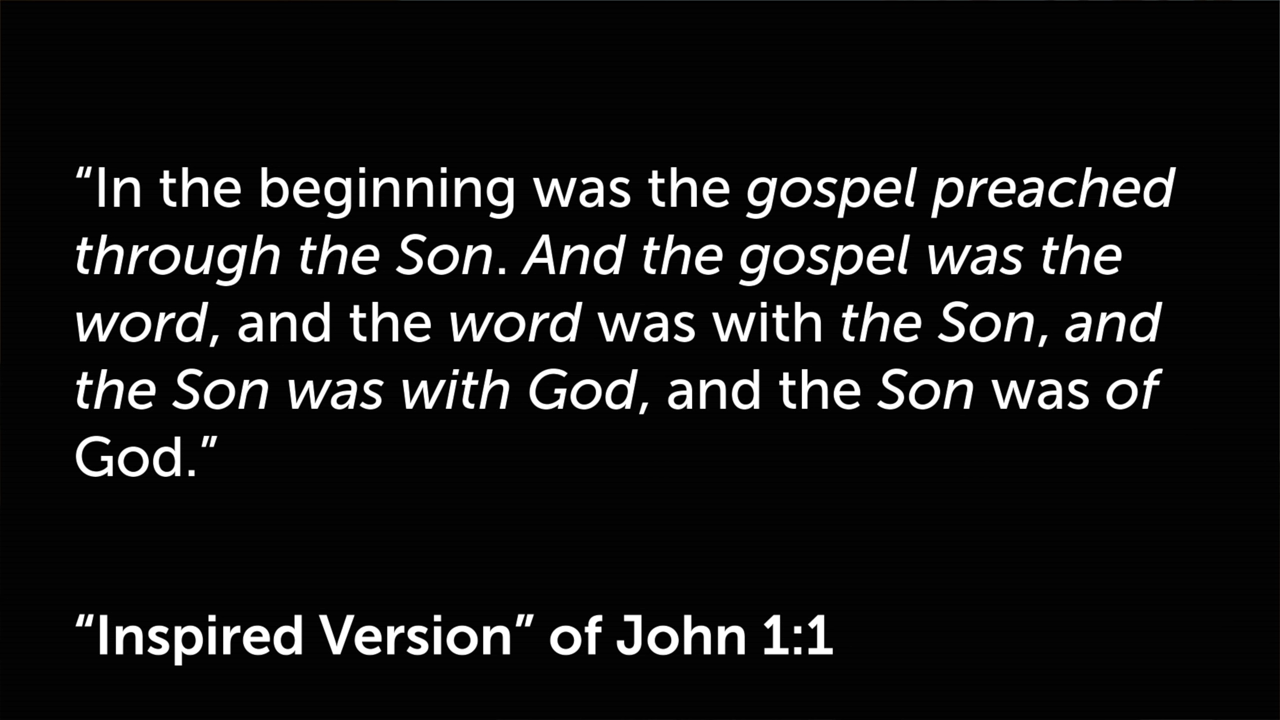 “In the beginning was the gospel preached
through the Son. And the gospel was the
word, and the word was with the Son, and
the Son was with God, and the Son was of
God.”
“Inspired Version” of John 1:1